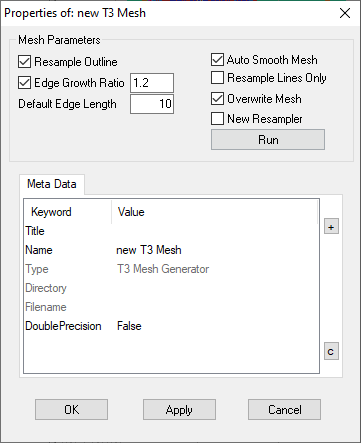 Properties of: new T3 Mesh
Mesh Parameters
Resample Outline
Edge Growth Ratio 1.2
Default Edge Length 10
Auto Smooth Mesh
Resample Lines Only
Overwrite Mesh
New Resampler
Run
Meta Data
Keyword Value
Title
Name new T3 Mesh
Type T3 Mesh Generator
Directory
Filename
DoublePrecision False
+
c
OK Apply Cancel